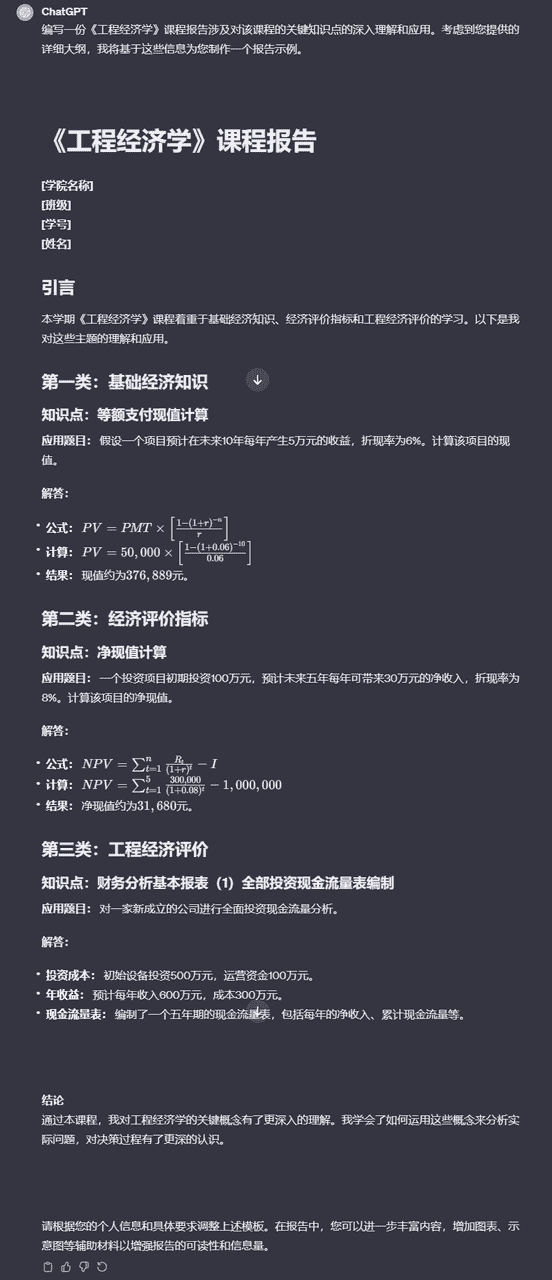 ChatGPT
编写一份《工程经济学》课程报告涉及对该课程的关键知识点的深入理解和应用。考虑到您提供的
详细大纲，我将基于这些信息为您制作一个报告示例。
《工程经济学》课程报告
[学院名称]
[班级]
[学号]
[姓名]
引言
本学期《工程经济学》课程着重于基础经济知识、经济评价指标和工程经济评价的学习。以下是我
对这些主题的理解和应用。
第一类：基础经济知识
知识点：等额支付现值计算
应用题目：假设一个项目预计在未来10年每年产生5万元的收益，折现率为6%。计算该项目的现
值。
解答：
• 公式： PV = PMT × [ (1−(1+r)^{−n}) / r ]
• 计算： PV = 50,000 × [ (1−(1+0.06)^{−10}) / 0.06 ]
• 结果： 现值约为376,889元。
第二类：经济评价指标
知识点：净现值计算
应用题目：一个投资项目初期投资100万元，预计未来五年每年可带来30万元的净收入，折现率为
8%。计算该项目的净现值。
解答：
• 公式： NPV = ∑_{t=1}^{n} R_t / (1+r)^t − I
• 计算： NPV = ∑_{t=1}^{5} 300,000 / (1+0.08)^t − 1,000,000
• 结果： 净现值约为31,680元。
第三类：工程经济评价
知识点：财务分析基本报表（1）全部投资现金流量表编制
应用题目：对一家新成立的公司进行全面投资现金流量分析。
解答：
• 投资成本： 初始设备投资500万元，运营资金100万元。
• 年收益： 预计每年收入600万元，成本300万元。
• 现金流量表： 编制了一个五年期的现金流量表，包括每年的净收入、累计现金流量等。
结论
通过本课程，我对工程经济学的关键概念有了更深入的理解。我学会了如何运用这些概念来分析实
际问题，对决策过程有了更深的认识。
请根据您的个人信息和具体要求调整上述模板。在报告中，您可以进一步丰富内容，增加图表、示
意图等辅助材料以增强报告的可读性和信息量。